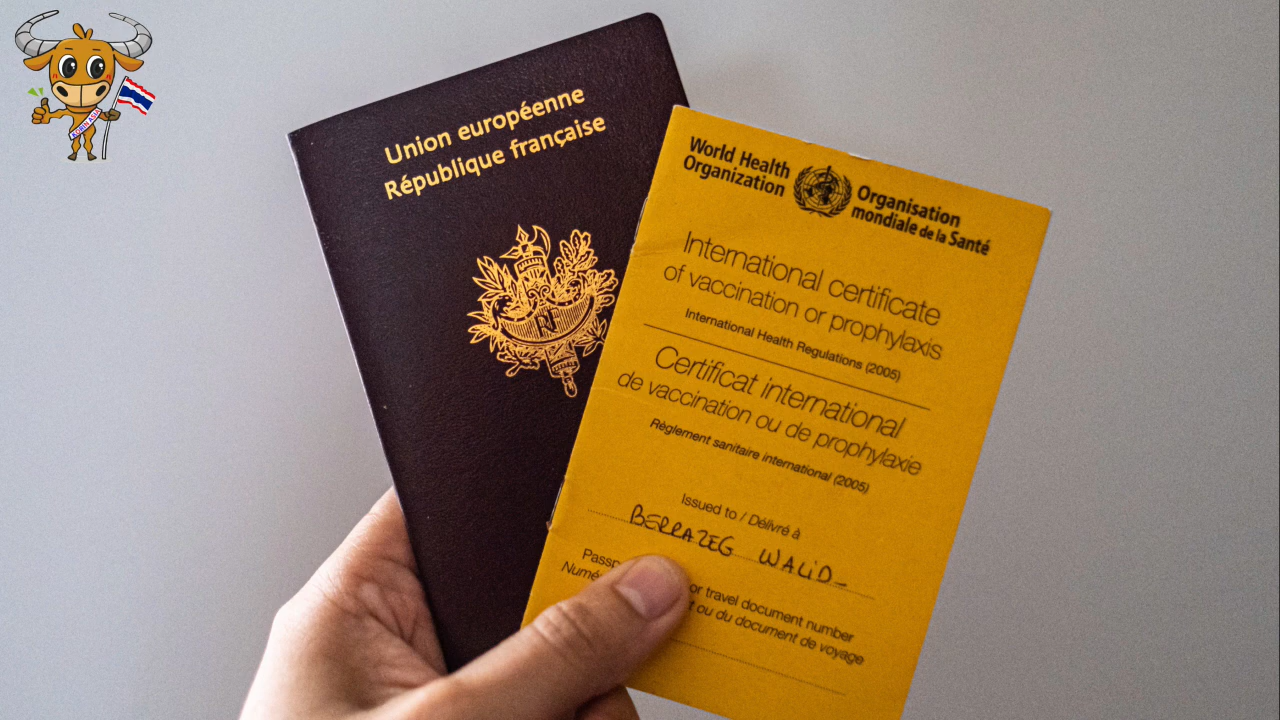 Union européenne
République française
World Health
Organization
Organisation
mondiale de la Santé
International certificate
of vaccination or prophylaxis
International Health Regulations (2005)
Certificat international
de vaccination ou de prophylaxie
Règlement sanitaire international (2005)
Issued to / Délivré à
BERRAZEG WALID
or travel document number
ou du document de voyage
RF